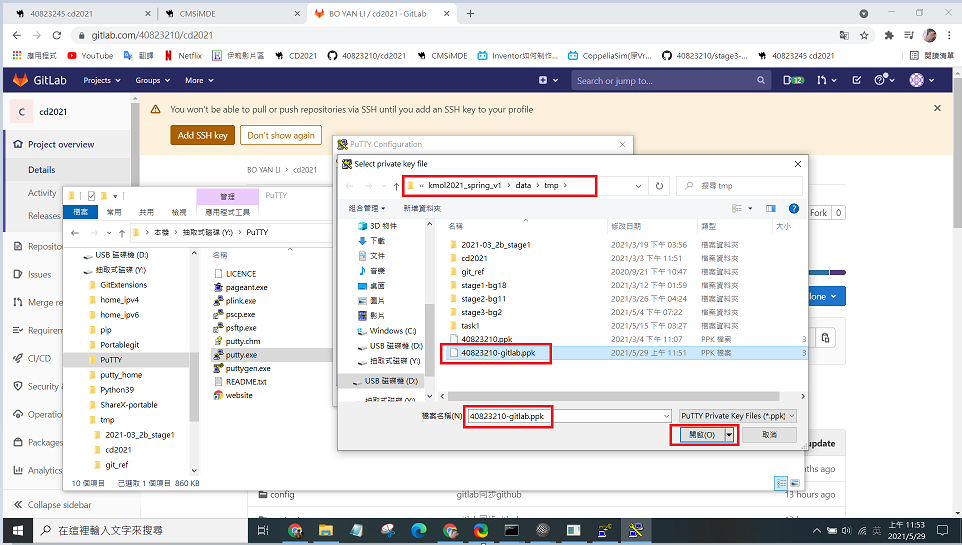 40823245 cd2021
CMSiMDE
BO YAN LI / cd2021 · GitLab
gitlab.com/40823210/cd2021
應用程式
YouTube
翻譯
Netflix
伊莉影片區
CD2021
40823210/cd2021
CMSiMDE
Inventor如何制作...
CoppeliaSim(原Vr...
40823210/stage3-...
40823245 cd2021
閱讀清單
GitLab
Projects
Groups
More
Search or jump to...
12
C
cd2021
You won't be able to pull or push repositories via SSH until you add an SSH key to your profile
Add SSH key
Don't show again
Project overview
Details
Activity
Releases
Repositor
Issues
Merge re
Requirem
CI/CD
Security &
Operation
Packages
Analytics
Collapse sidebar
BO YAN LI > cd2021
Fork
0
lone
update
nths ago
config
gitlab同步github
13 hours ago
管理
PuTTY
檔案
常用
共用
檢視
應用程式工具
本機
抽取式磁碟 (Y:)
PuTTY
USB 磁碟機 (D:)
抽取式磁碟 (Y:)
GitExtensions
home_ipv4
home_ipv6
pip
Portablegit
PuTTY
putty_home
Python39
ShareX-portable
tmp
2021-03_2b_stage1
cd2021
git_ref
名稱
LICENCE
pageant.exe
plink.exe
pscp.exe
psftp.exe
putty.chm
putty.exe
puttygen.exe
README.txt
website
10 個項目
已選取 1 個項目 860 KB
PuTTY Configuration
Select private key file
« kmol2021_spring_v1
data
tmp
搜尋 tmp
組合管理
新增資料夾
3D 物件
下載
文件
音樂
桌面
圖片
影片
Windows (C:)
USB 磁碟機 (D:)
抽取式磁碟 (Y:)
USB 磁碟機 (D:)
抽取式磁碟 (Y:)
名稱
修改日期
類型
大小
2021-03_2b_stage1
2021/3/19 下午 03:56
檔案資料夾
cd2021
2021/3/3 下午 11:51
檔案資料夾
git_ref
2020/9/21 下午 10:47
檔案資料夾
stage1-bg18
2021/3/12 下午 01:59
檔案資料夾
stage2-bg11
2021/3/26 下午 04:24
檔案資料夾
stage3-bg2
2021/5/4 下午 07:22
檔案資料夾
task1
2021/5/15 下午 03:27
檔案資料夾
40823210.ppk
2021/3/4 下午 11:07
PPK 檔案
3
40823210-gitlab.ppk
2021/5/29 上午 11:51
PPK 檔案
3
檔案名稱(N):
40823210-gitlab.ppk
PuTTY Private Key Files (*.ppk)
開啟(O)
取消
在這裡輸入文字來搜尋
英
上午 11:53
2021/5/29